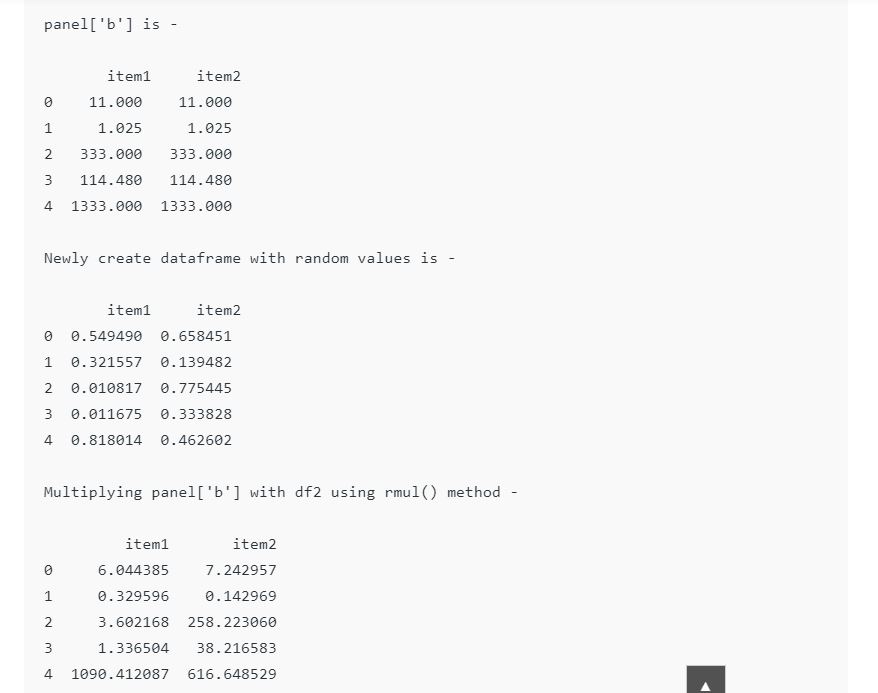 panel['b'] is -
item1 item2
0 11.000 11.000
1 1.025 1.025
2 333.000 333.000
3 114.480 114.480
4 1333.000 1333.000
Newly create dataframe with random values is -
item1 item2
0 0.549490 0.658451
1 0.321557 0.139482
2 0.010817 0.775445
3 0.011675 0.333828
4 0.818014 0.462602
Multiplying panel['b'] with df2 using rmul() method -
item1 item2
0 6.044385 7.242957
1 0.329596 0.142969
2 3.602168 258.223060
3 1.336504 38.216583
4 1090.412087 616.648529